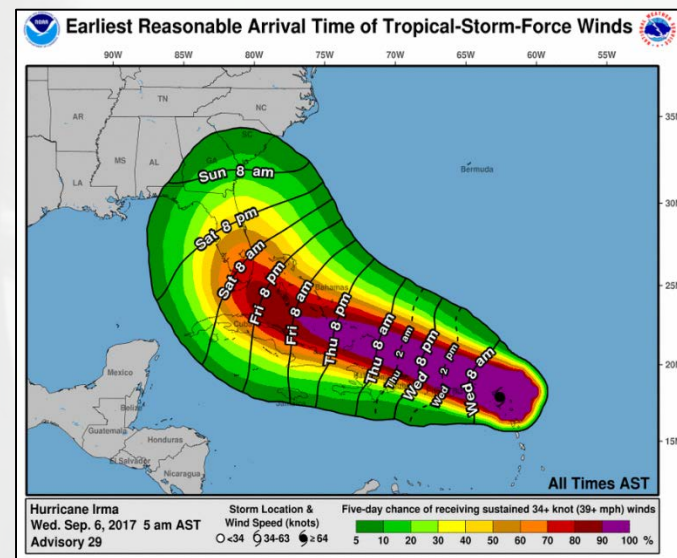 Earliest Reasonable Arrival Time of Tropical-Storm-Force Winds
90W 85W 80W 75W 70W 65W 60W 55W
TN
NC
AR
SC
35N
MS AL GA
LA
Sun 8 am
Bermuda
30N
Sat 8 pm
Sat 8 am
Fri 8 pm
Fri 8 am
Bahamas
Thu 8 pm
Thu 8 am
Thu 2 am
Wed 8 pm
Wed 2 pm
Wed 8 am
20N
Mexico
Belize
Guatemala
Honduras
El Salvador
Nicaragua
15N
All Times AST
Hurricane Irma
Wed. Sep. 6, 2017 5 am AST
Advisory 29
Storm Location &
Wind Speed (knots)
<34 34-63 ≥64
Five-day chance of receiving sustained 34+ knot (39+ mph) winds
5 10 20 30 40 50 60 70 80 90 100 %